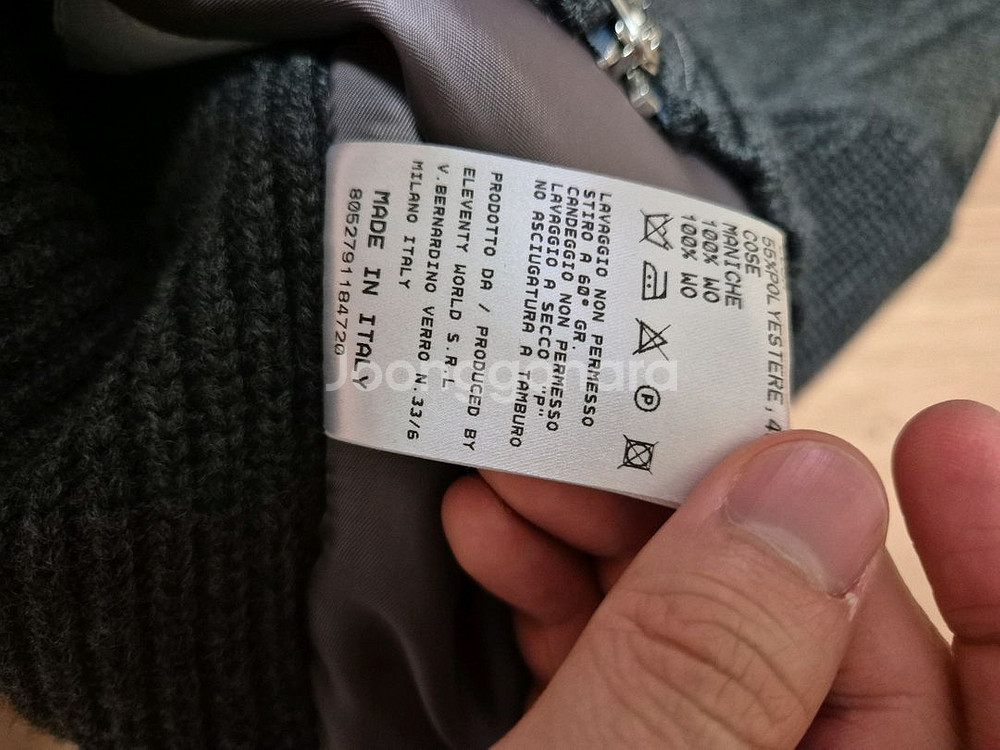 55%POLYESTERE, 4
COSE
MANICHE
100% WO
100% WO
P
LAVAGGIO NON PERMESSO
STIRO A 60° GR.
CANDEGGIO NON PERMESSO
LAVAGGIO A SECCO "P"
NO ASCIUGATURA A TAMBURO
PRODOTTO DA / PRODUCED BY
ELEVENTY WORLD S.R.L
V.BERNARDINO VERRO N.33/6
MILANO ITALY
MADE IN ITALY
8052791184720
Joonggonara